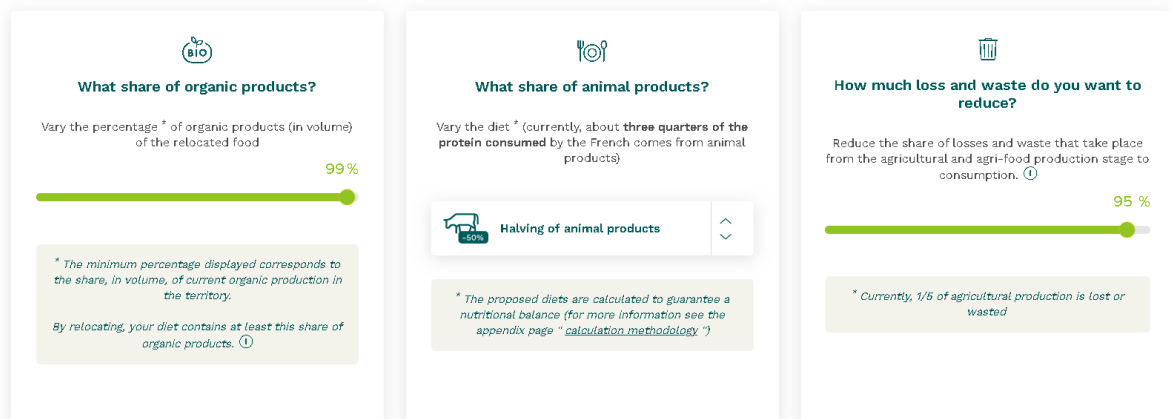 BIO
What share of organic products?
Vary the percentage * of organic products (in volume)
of the relocated food
99 %
* The minimum percentage displayed corresponds to
the share, in volume, of current organic production in
the territory.
By relocating, your diet contains at least this share of
organic products. i
What share of animal products?
Vary the diet * (currently, about three quarters of the
protein consumed by the French comes from animal
products)
-50%
Halving of animal products
* The proposed diets are calculated to guarantee a
nutritional balance (for more information see the
appendix page “ calculation methodology “)
How much loss and waste do you want to
reduce?
Reduce the share of losses and waste that take place
from the agricultural and agri-food production stage to
consumption. i
95 %
* Currently, 1/5 of agricultural production is lost or
wasted